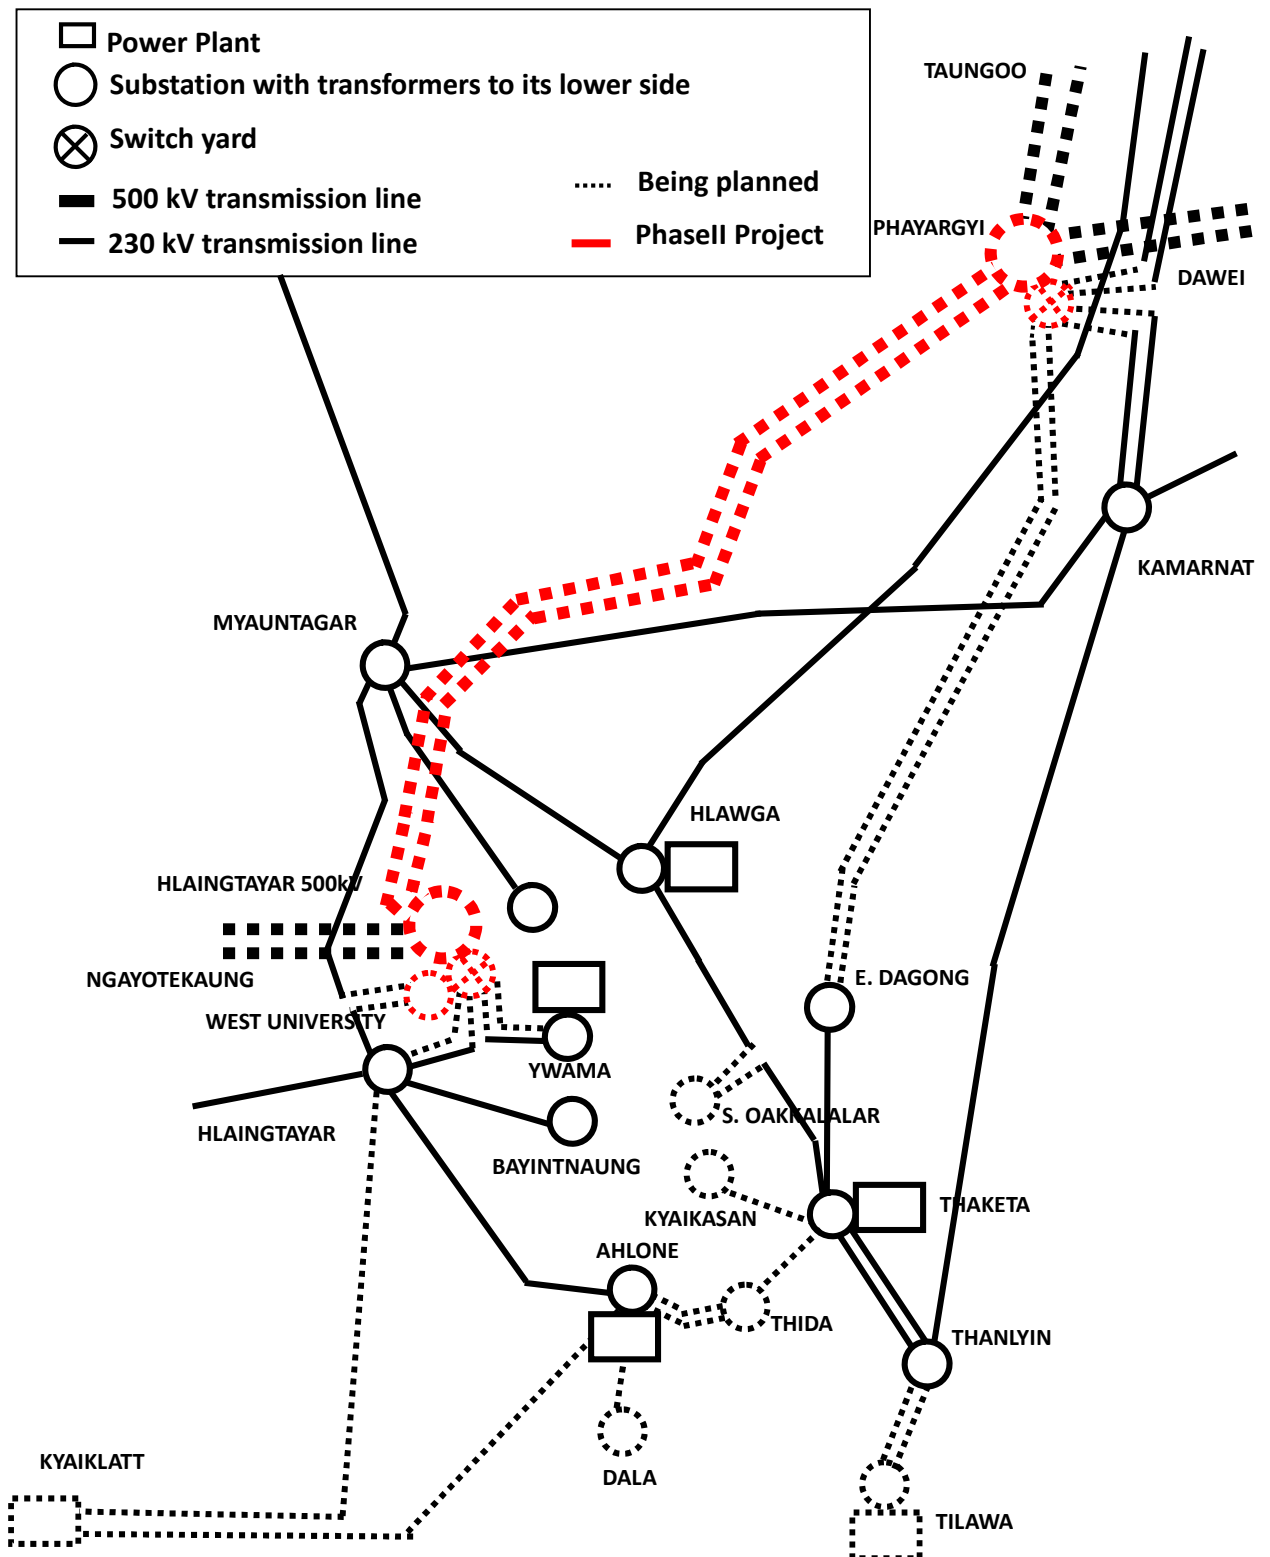 Power Plant
Substation with transformers to its lower side
Switch yard
500 kV transmission line
230 kV transmission line
Being planned
PhaseII Project
TAUNGOO
PHAYARGYI
DAWEI
KAMARNAT
MYAUNTAGAR
HLAWGA
HLAINGTAYAR 500kV
NGAYOTEKAUNG
WEST UNIVERSITY
E. DAGONG
YWAMA
S. OAKKALALAR
HLAINGTAYAR
BAYINTNAUNG
KYAIKASAN
THAKETA
AHLONE
THIDA
THANLYIN
KYAIKLATT
DALA
TILAWA